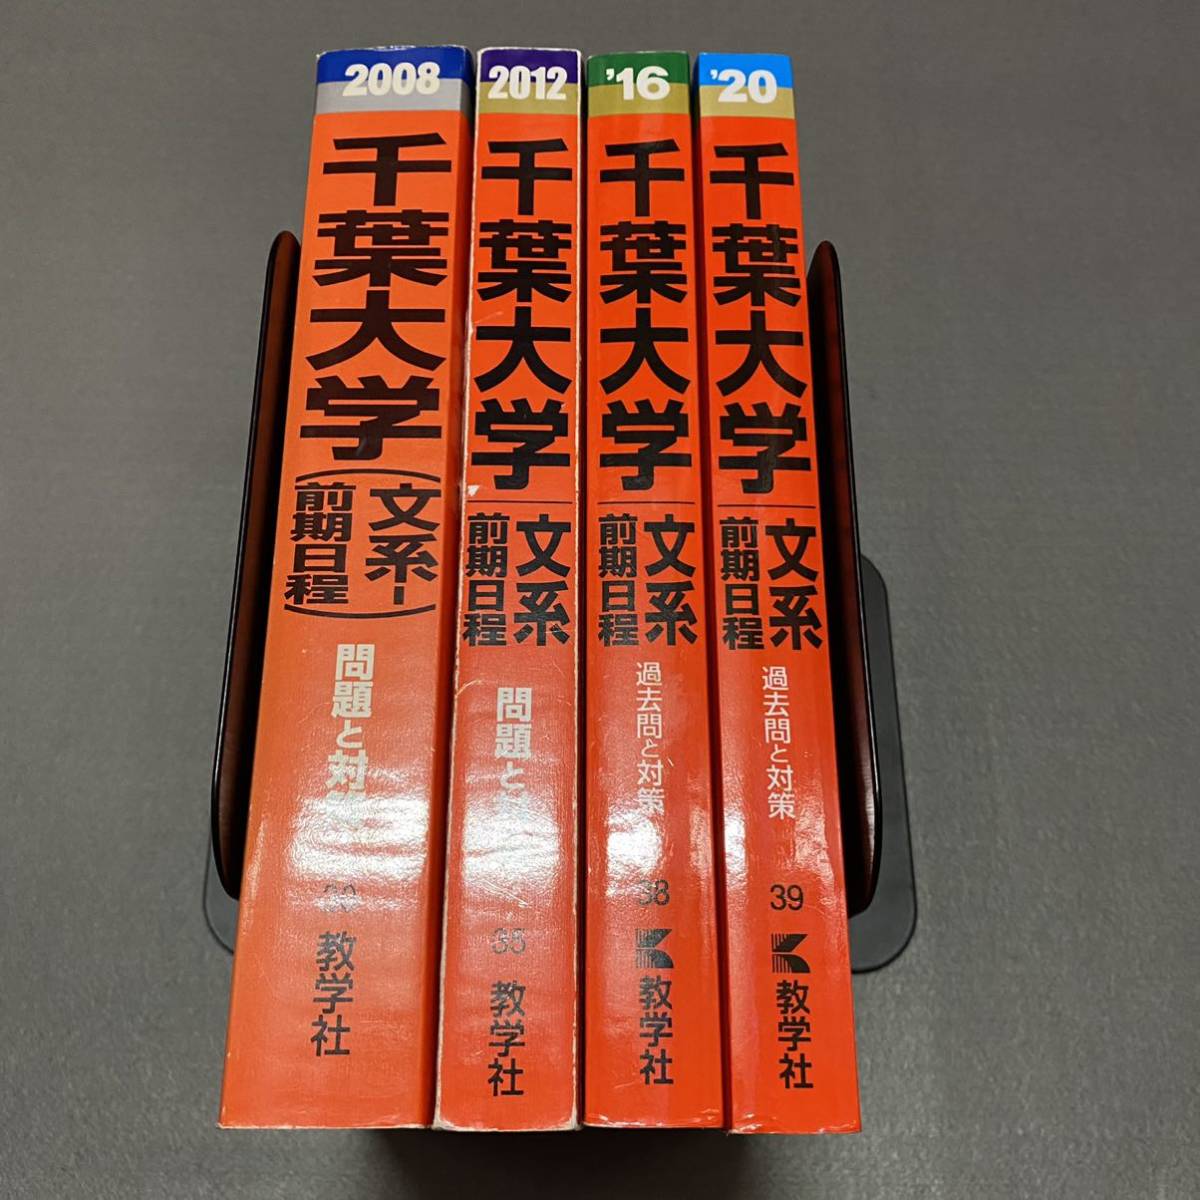 2008
千葉大学
(文系-
前期日程)
問題と対策
教学社
2012
千葉大学
文系
前期日程
問題と
35
教学社
'16
千葉大学
文系
前期日程
過去問と対策
38
教学社
'20
千葉大学
文系
前期日程
過去問と対策
39
教学社